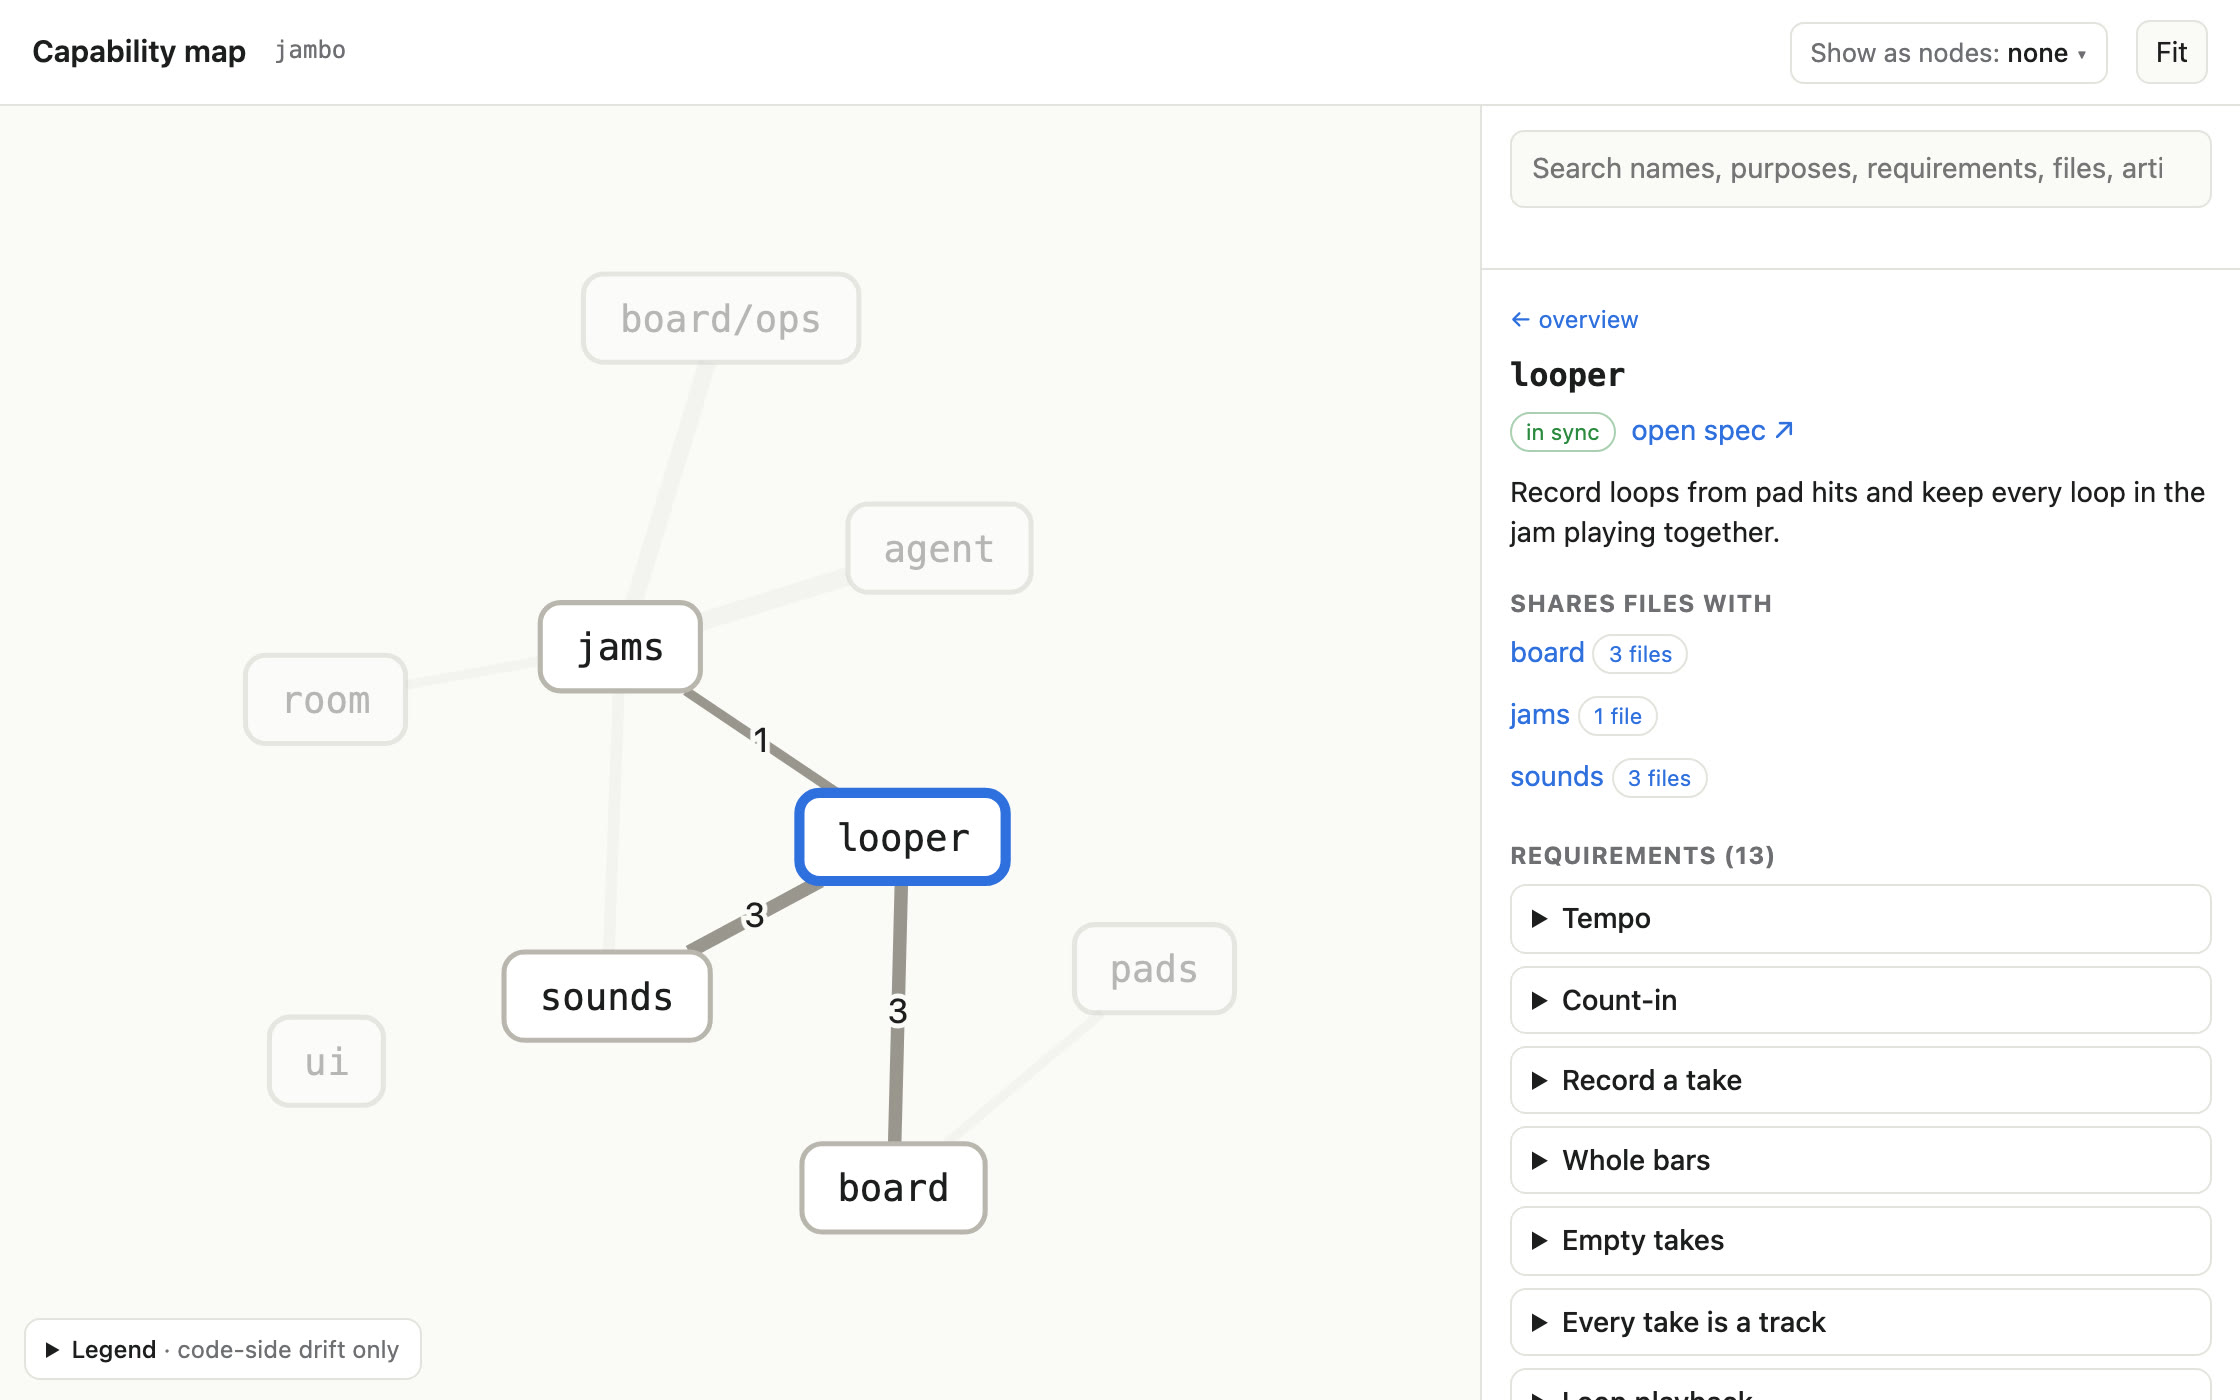 Capability map jambo
Show as nodes: none ▾
Fit
Search names, purposes, requirements, files, arti
board/ops
agent
jams
room
1
looper
3
sounds
pads
3
ui
board
▶ Legend · code-side drift only
← overview
looper
in sync open spec ↗
Record loops from pad hits and keep every loop in the
jam playing together.
SHARES FILES WITH
board 3 files
jams 1 file
sounds 3 files
REQUIREMENTS (13)
▶ Tempo
▶ Count-in
▶ Record a take
▶ Whole bars
▶ Empty takes
▶ Every take is a track
▶ Loop playback